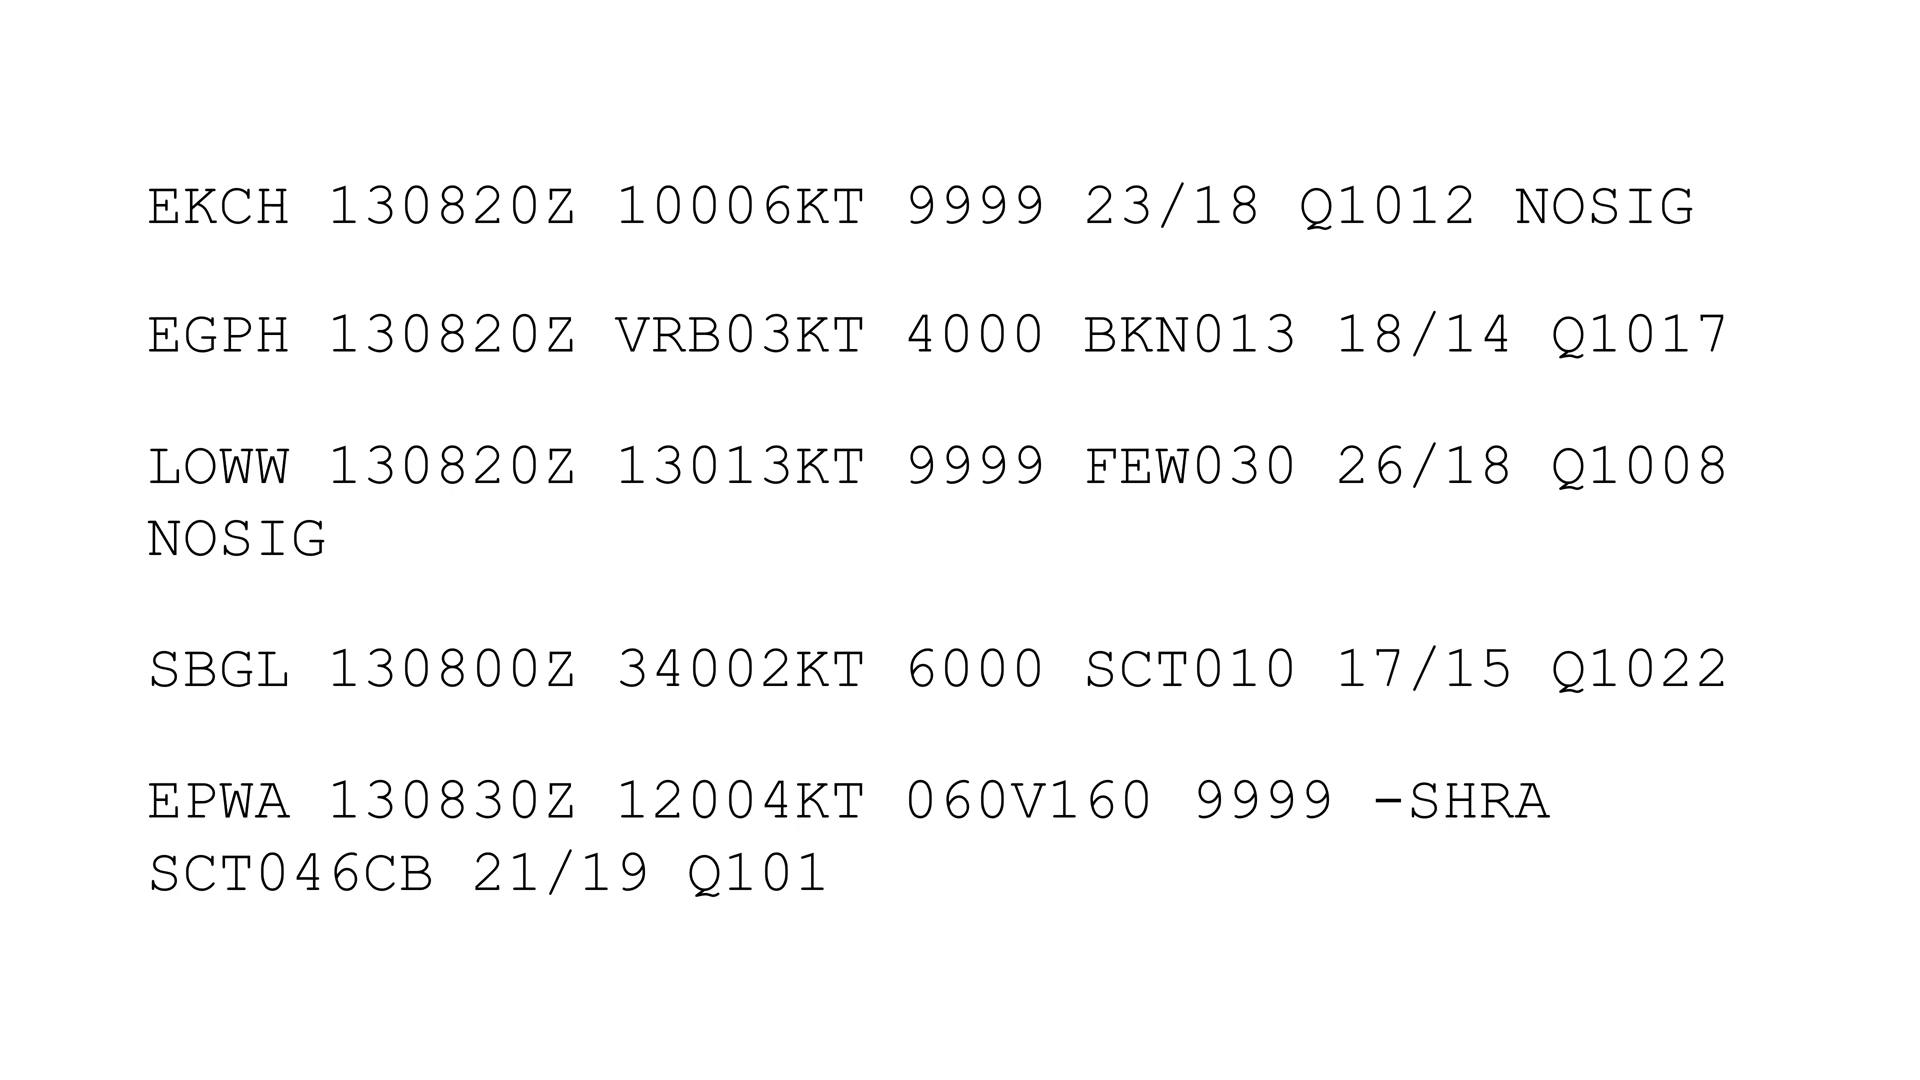 EKCH 130820Z 10006KT 9999 23/18 Q1012 NOSIG
EGPH 130820Z VRB03KT 4000 BKN013 18/14 Q1017
LOWW 130820Z 13013KT 9999 FEW030 26/18 Q1008
NOSIG
SBGL 130800Z 34002KT 6000 SCT010 17/15 Q1022
EPWA 130830Z 12004KT 060V160 9999 -SHRA
SCT046CB 21/19 Q101